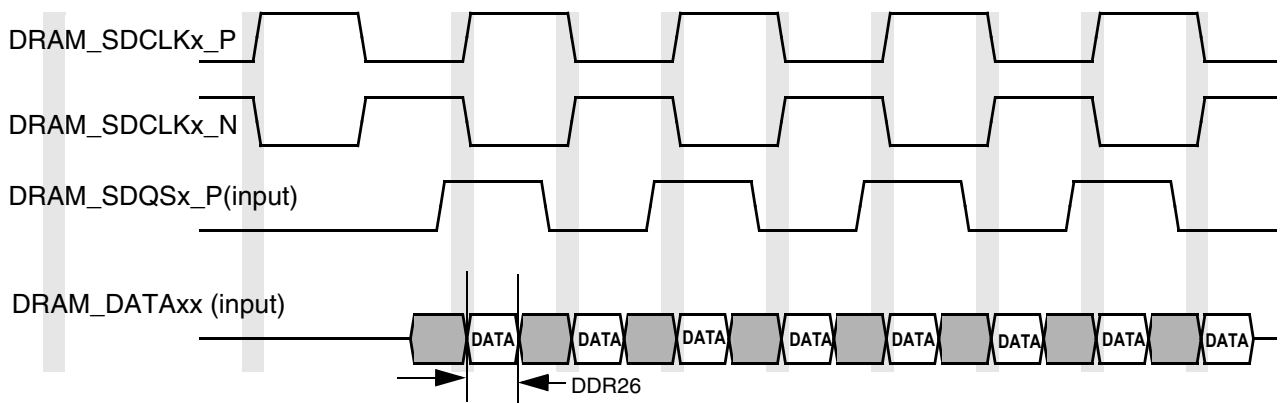 DRAM_SDCLKx_P
DRAM_SDCLKx_N
DRAM_SDQSx_P(input)
DRAM_DATAxx (input)
DATA DATA DATA DATA DATA DATA DATA DATA
DDR26